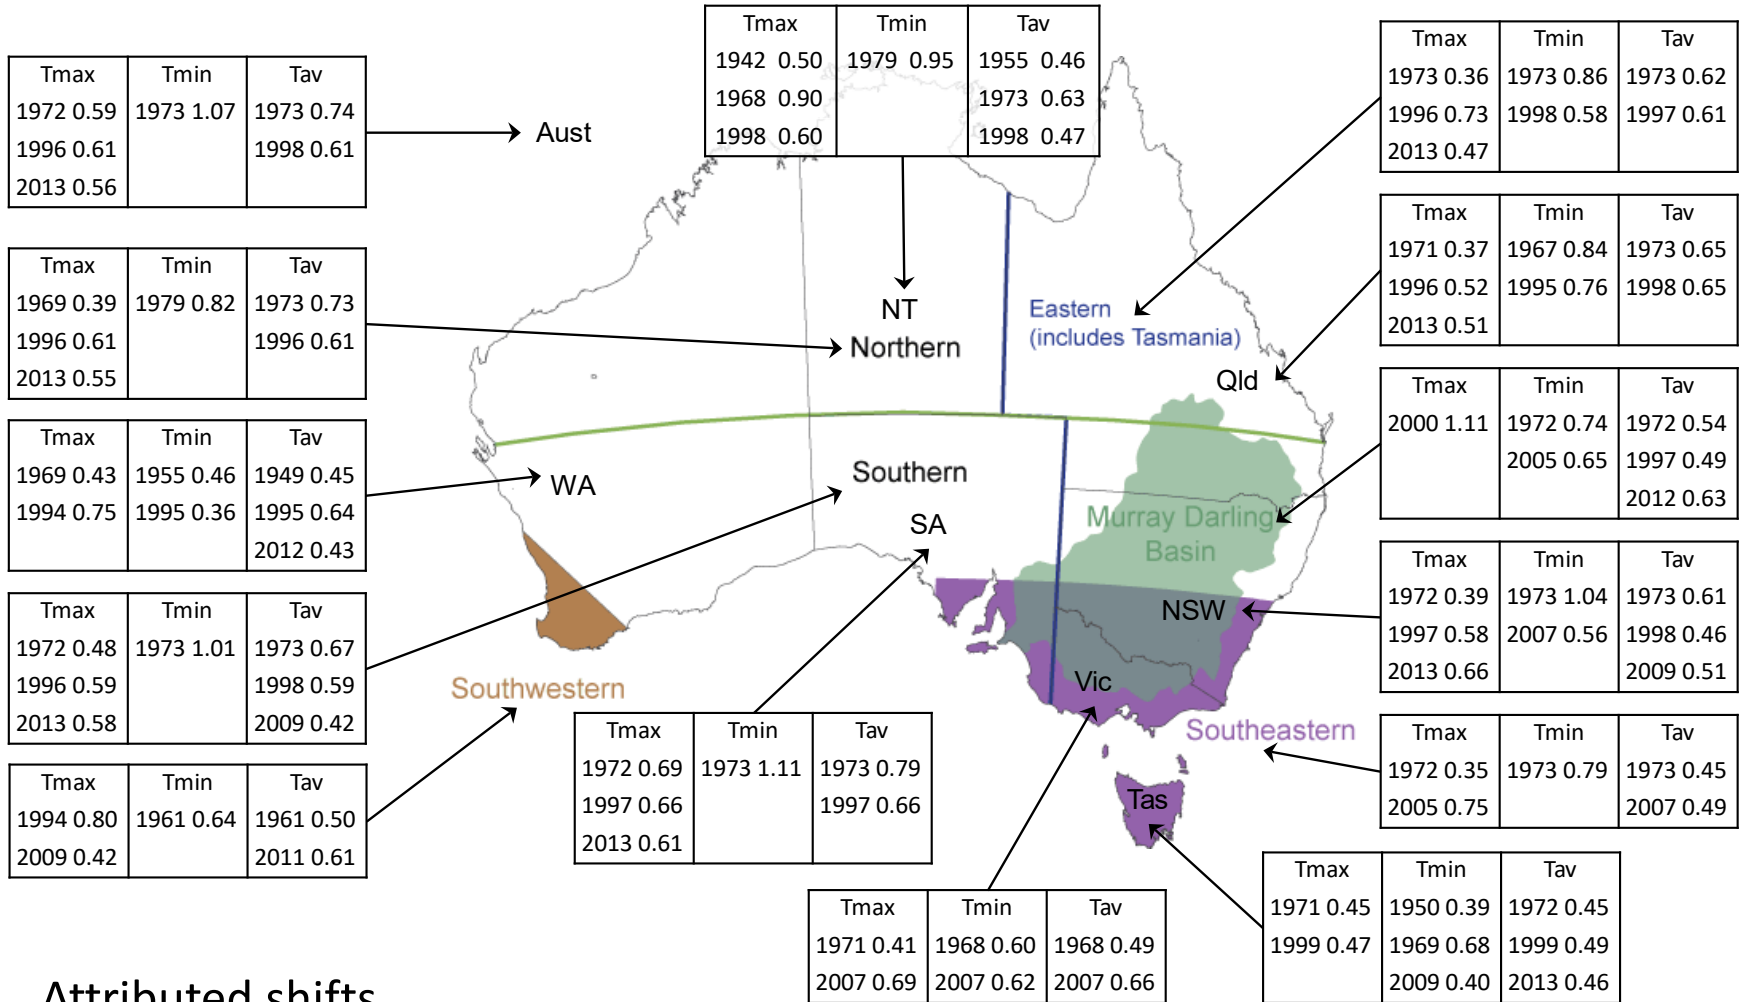 Tmax Tmin Tav
1972 0.59 1973 1.07 1973 0.74
1996 0.61 1998 0.61
2013 0.56
Aust
Tmax Tmin Tav
1942 0.50 1979 0.95 1955 0.46
1968 0.90 1973 0.63
1998 0.60 1998 0.47
Tmax Tmin Tav
1973 0.36 1973 0.86 1973 0.62
1996 0.73 1998 0.58 1997 0.61
2013 0.47
Tmax Tmin Tav
1969 0.39 1979 0.82 1973 0.73
1996 0.61 1996 0.61
2013 0.55
NT
Northern
Eastern
(includes Tasmania)
Qld
Tmax Tmin Tav
1971 0.37 1967 0.84 1973 0.65
1996 0.52 1995 0.76 1998 0.65
2013 0.51
Tmax Tmin Tav
1969 0.43 1955 0.46 1949 0.45
1994 0.75 1995 0.36 1995 0.64
2012 0.43
WA
Southern
SA
Murray Darling
Basin
Tmax Tmin Tav
2000 1.11 1972 0.74 1972 0.54
2005 0.65 1997 0.49
2012 0.63
Tmax Tmin Tav
1972 0.48 1973 1.01 1973 0.67
1996 0.59 1998 0.59
2013 0.58 2009 0.42
NSW
Tmax Tmin Tav
1972 0.39 1973 1.04 1973 0.61
1997 0.58 2007 0.56 1998 0.46
2013 0.66 2009 0.51
Southwestern
Vic
Southeastern
Tas
Tmax Tmin Tav
1994 0.80 1961 0.64 1961 0.50
2009 0.42 2011 0.61
Tmax Tmin Tav
1972 0.69 1973 1.11 1973 0.79
1997 0.66 1997 0.66
2013 0.61
Tmax Tmin Tav
1972 0.35 1973 0.79 1973 0.45
2005 0.75 2007 0.49
Tmax Tmin Tav
1971 0.41 1968 0.60 1968 0.49
2007 0.69 2007 0.62 2007 0.66
Tmax Tmin Tav
1971 0.45 1950 0.39 1972 0.45
1999 0.47 1969 0.68 1999 0.49
2009 0.40 2013 0.46
Attributed shifts